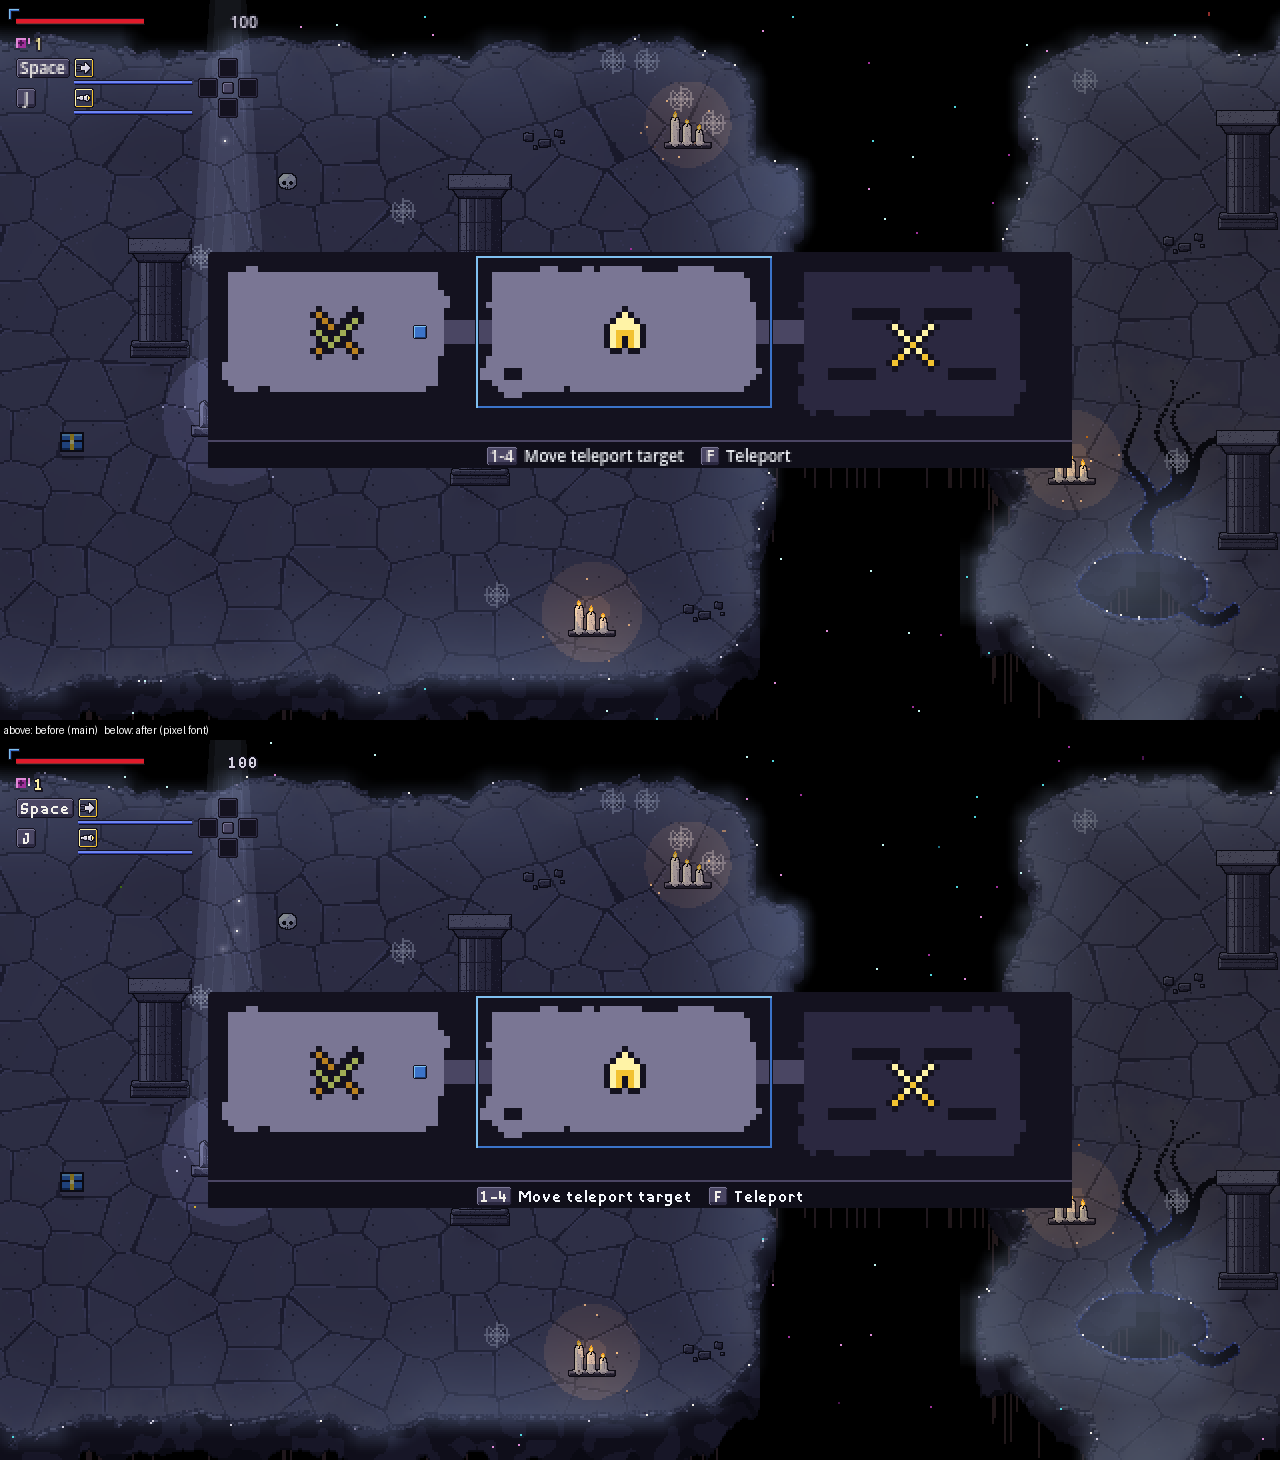 100
1
Space
J
1-4 Move teleport target F Teleport
above: before (main) below: after (pixel font)
100
1
Space
J
1-4 Move teleport target F Teleport